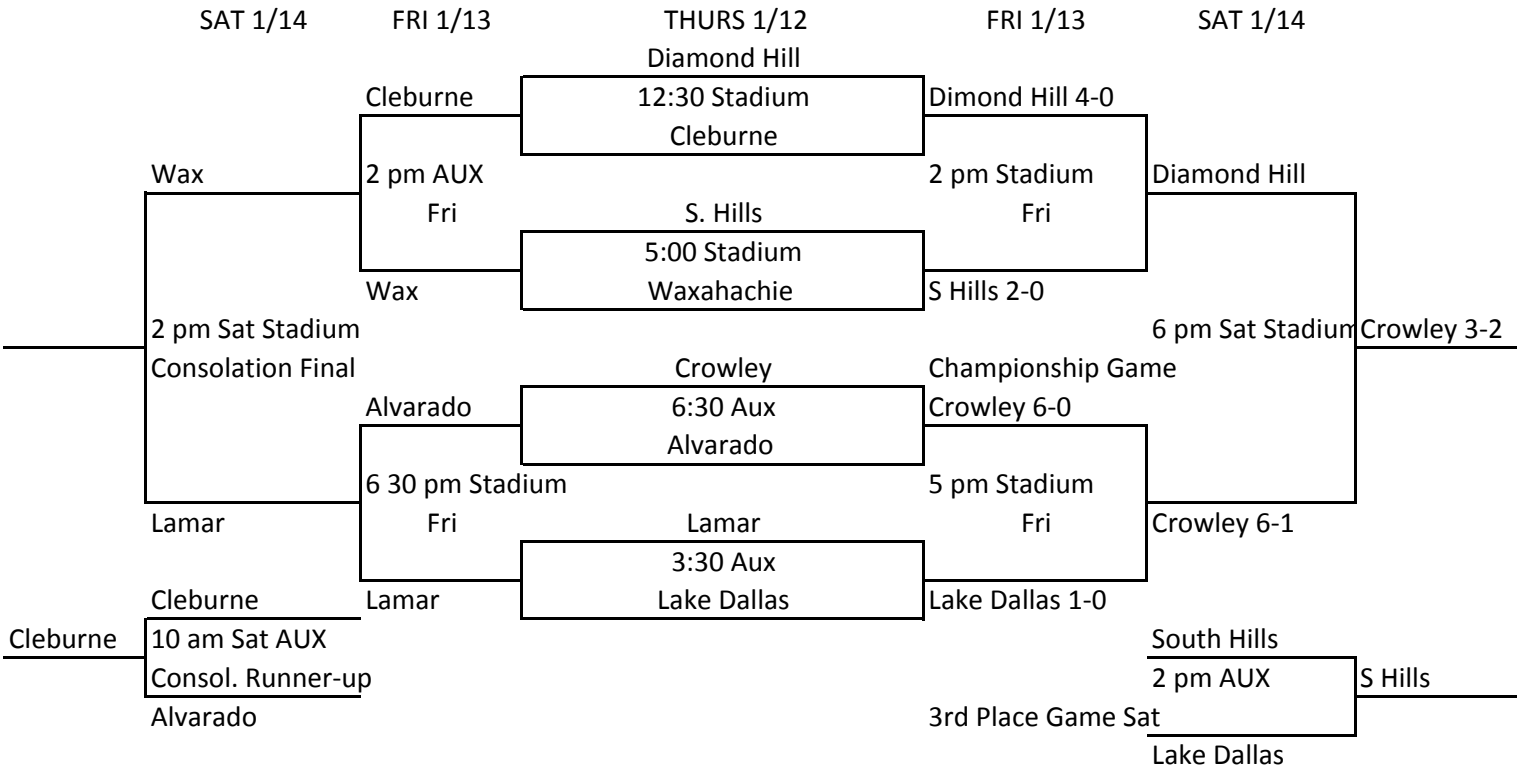 SAT 1/14 FRI 1/13 THURS 1/12 FRI 1/13 SAT 1/14
Diamond Hill
Cleburne 12:30 Stadium Dimond Hill 4-0
Cleburne
Wax 2 pm AUX 2 pm Stadium Diamond Hill
Fri S. Hills Fri
5:00 Stadium
Wax Waxahachie S Hills 2-0
2 pm Sat Stadium 6 pm Sat Stadium Crowley 3-2
Consolation Final Crowley Championship Game
Alvarado 6:30 Aux Crowley 6-0
Alvarado
6 30 pm Stadium 5 pm Stadium
Lamar Fri Lamar Fri Crowley 6-1
3:30 Aux
Cleburne Lamar Lake Dallas Lake Dallas 1-0
Cleburne 10 am Sat AUX South Hills
Consol. Runner-up 2 pm AUX S Hills
Alvarado 3rd Place Game Sat
Lake Dallas